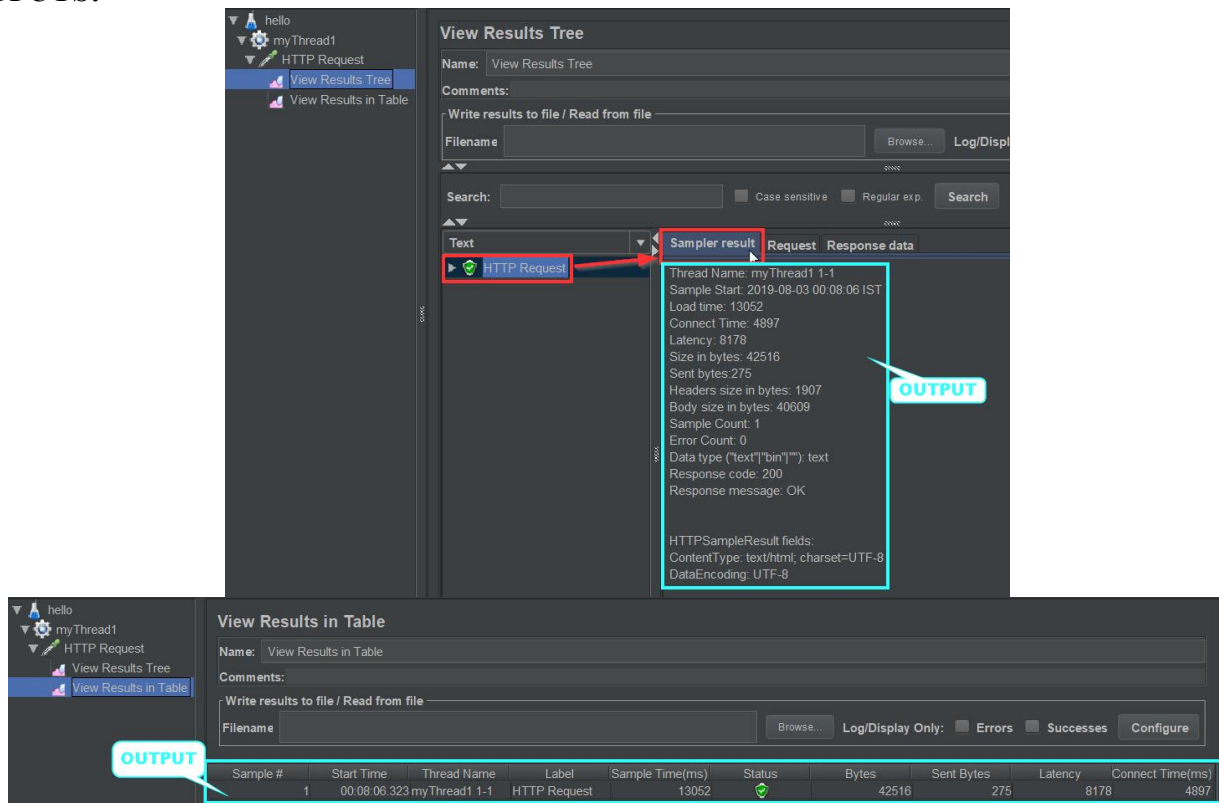 hello
myThread1
HTTP Request
View Results Tree
View Results in Table
View Results Tree
Name: View Results Tree
Comments:
Write results to file / Read from file
Filename Browse... Log/Displ
Search: Case sensitive Regular exp. Search
Text
HTTP Request
Sampler result Request Response data
Thread Name: myThread1 1-1
Sample Start: 2019-08-03 00:08:06 IST
Load time: 13052
Connect Time: 4897
Latency: 8178
Size in bytes: 42516
Sent bytes:275
Headers size in bytes: 1907
Body size in bytes: 40609
Sample Count: 1
Error Count: 0
Data type ("text"|"bin"|""): text
Response code: 200
Response message: OK
HTTPSampleResult fields:
ContentType: text/html; charset=UTF-8
DataEncoding: UTF-8
OUTPUT
hello
myThread1
HTTP Request
View Results Tree
View Results in Table
View Results in Table
Name: View Results in Table
Comments:
Write results to file / Read from file
Filename Browse... Log/Display Only: Errors Successes Configure
OUTPUT
Sample # Start Time Thread Name Label Sample Time(ms) Status Bytes Sent Bytes Latency Connect Time(ms)
1 00:08:06.323 myThread1 1-1 HTTP Request 13052 42516 275 8178 4897